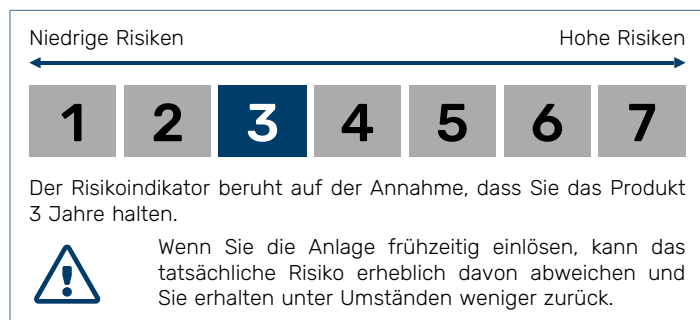 Niedrige Risiken Hohe Risiken
1 2 3 4 5 6 7
Der Risikoindikator beruht auf der Annahme, dass Sie das Produkt
3 Jahre halten.
Wenn Sie die Anlage frühzeitig einlösen, kann das
tatsächliche Risiko erheblich davon abweichen und
Sie erhalten unter Umständen weniger zurück.